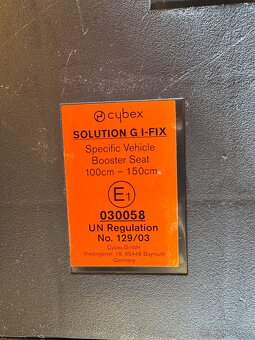 cybex
SOLUTION G I-FIX
Specific Vehicle
Booster Seat
100cm – 150cm
E1
030058
UN Regulation
No. 129/03
Cybex GmbH
Riedingerstr. 18, 95448 Bayreuth
Germany